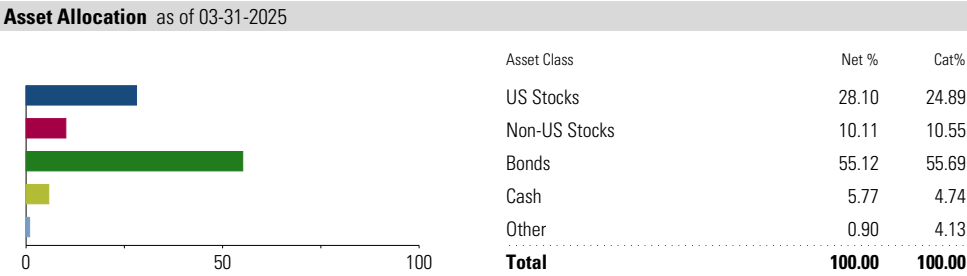 Asset Allocation as of 03-31-2025
Asset Class Net % Cat%
US Stocks 28.10 24.89
Non-US Stocks 10.11 10.55
Bonds 55.12 55.69
Cash 5.77 4.74
Other 0.90 4.13
0 50 100
Total 100.00 100.00